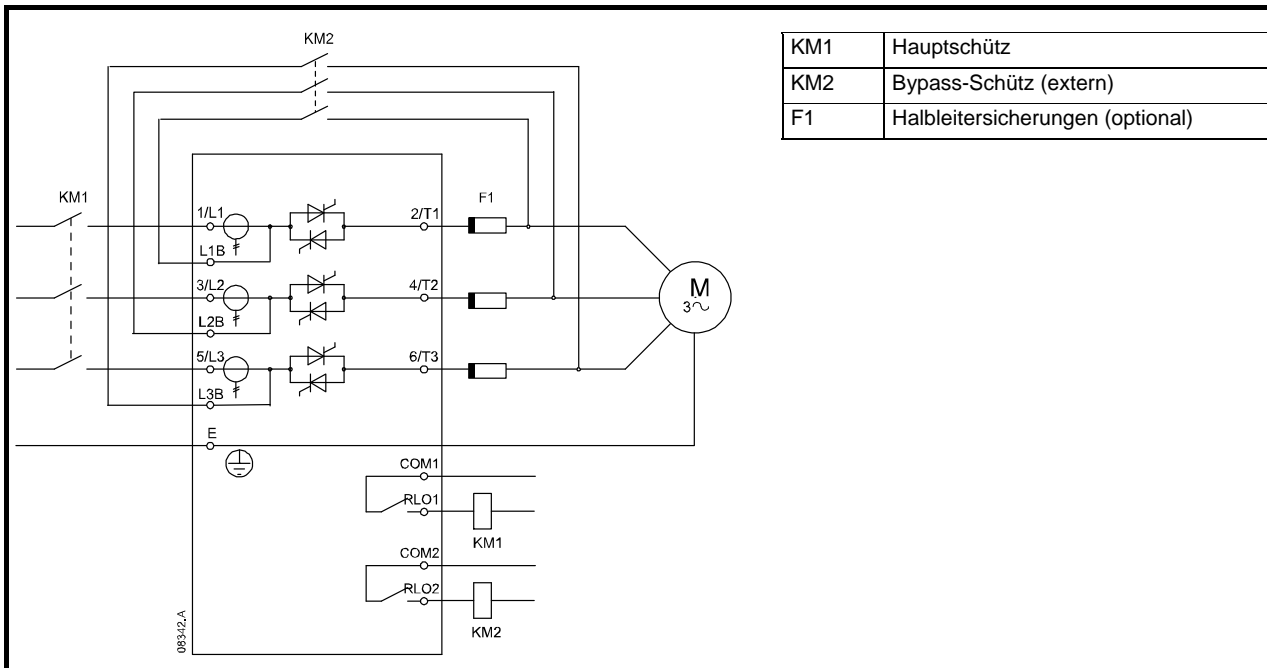 KM2
KM1 Hauptschütz
KM2 Bypass-Schütz (extern)
F1 Halbleitersicherungen (optional)
KM1
1/L1
2/T1
F1
L1B
3/L2
4/T2
M
3~
L2B
5/L3
6/T3
L3B
E
COM1
RLO1
KM1
COM2
RLO2
KM2
08342.A